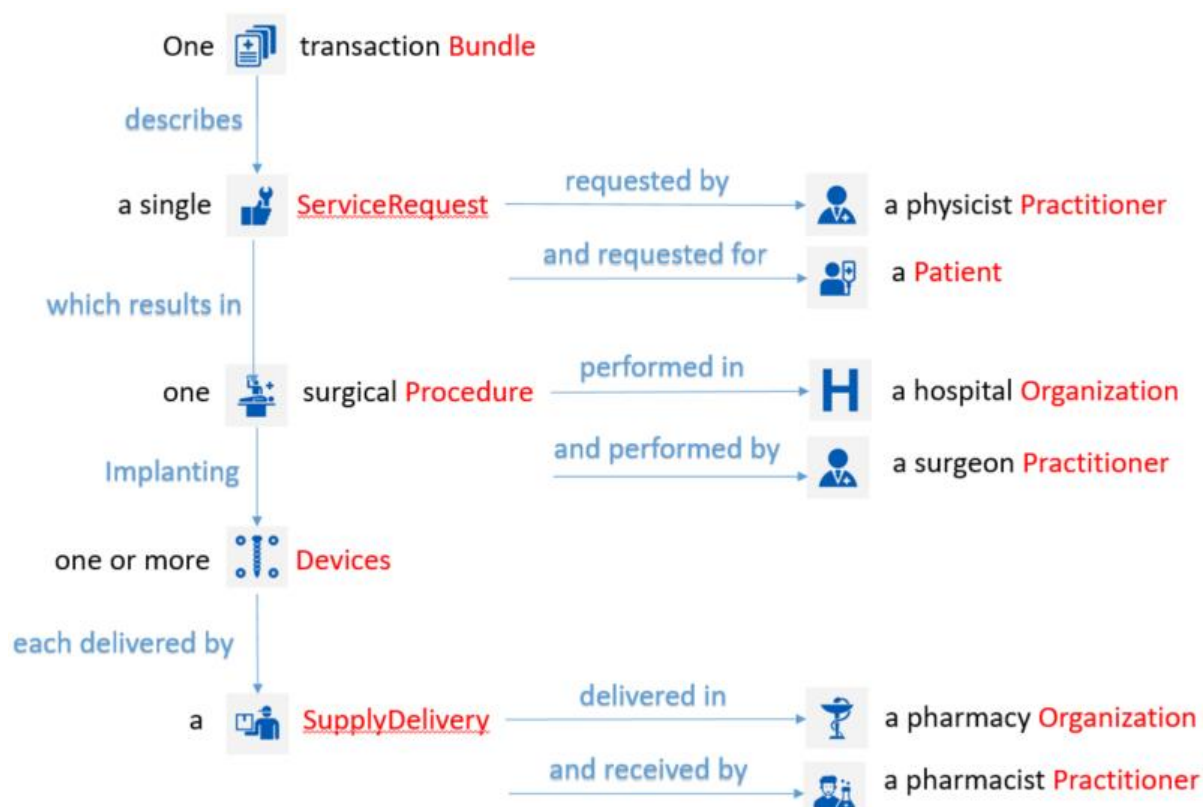 One transaction Bundle
describes
a single ServiceRequest requested by a physicist Practitioner
and requested for a Patient
which results in
one surgical Procedure performed in H a hospital Organization
and performed by a surgeon Practitioner
Implanting
one or more Devices
each delivered by
a SupplyDelivery delivered in a pharmacy Organization
and received by a pharmacist Practitioner